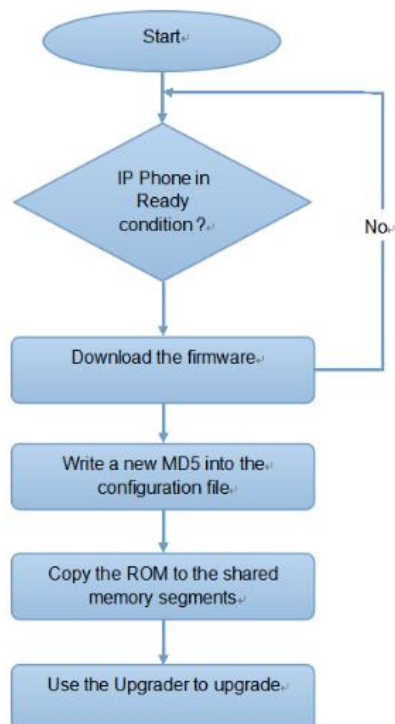 Start
IP Phone in
Ready
condition ?
No
Download the firmware
Write a new MD5 into the
configuration file
Copy the ROM to the shared
memory segments
Use the Upgrader to upgrade